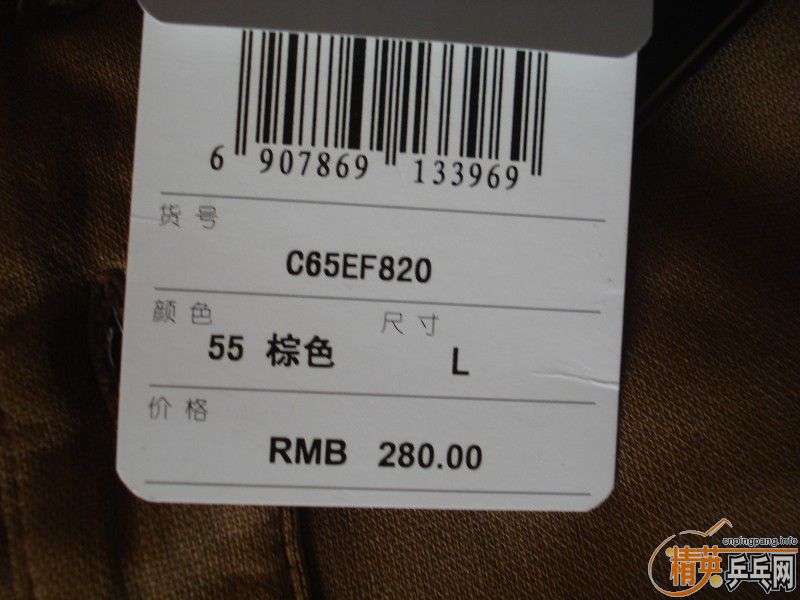 6 907869 133969
货号
C65EF820
颜色 尺寸
55 棕色 L
价格
RMB 280.00
cnpingpang.info
精英乒乓网